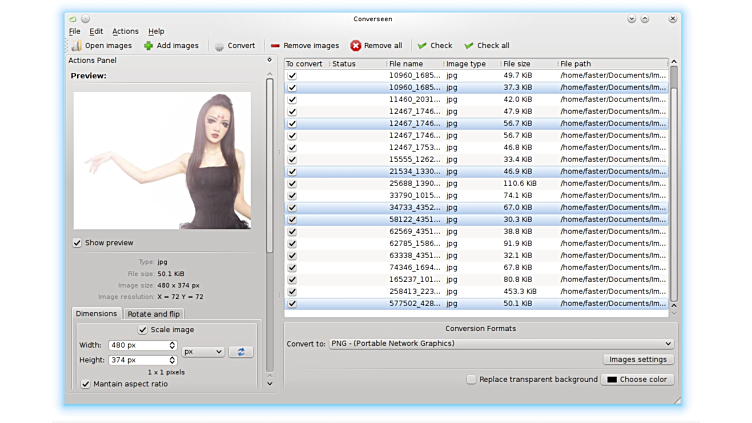 Converseen
File Edit Actions Help
Open images Add images Convert Remove images Remove all Check Check all
Actions Panel
Preview:
Show preview
Type: jpg
File size: 50.1 KiB
Image size: 480 x 374 px
Image resolution: X = 72 Y = 72
Dimensions Rotate and flip
Scale image
Width: 480 px
px
Height: 374 px
1 x 1 pixels
Mantain aspect ratio
To convert Status File name Image type File size File path
10960_1685... jpg 49.7 KiB /home/faster/Documents/Im...
10960_1685... jpg 37.3 KiB /home/faster/Documents/Im...
11460_2031... jpg 42.0 KiB /home/faster/Documents/Im...
12467_1746... jpg 47.9 KiB /home/faster/Documents/Im...
12467_1746... jpg 56.7 KiB /home/faster/Documents/Im...
12467_1746... jpg 56.7 KiB /home/faster/Documents/Im...
12467_1753... jpg 46.8 KiB /home/faster/Documents/Im...
15555_1262... jpg 33.4 KiB /home/faster/Documents/Im...
21534_1330... jpg 46.9 KiB /home/faster/Documents/Im...
25688_1390... jpg 110.6 KiB /home/faster/Documents/Im...
33790_1015... jpg 74.1 KiB /home/faster/Documents/Im...
34733_4352... jpg 67.0 KiB /home/faster/Documents/Im...
58122_4351... jpg 30.3 KiB /home/faster/Documents/Im...
62569_4351... jpg 38.8 KiB /home/faster/Documents/Im...
62785_1586... jpg 91.9 KiB /home/faster/Documents/Im...
63338_4351... jpg 32.1 KiB /home/faster/Documents/Im...
74346_1694... jpg 67.8 KiB /home/faster/Documents/Im...
165237_101... jpg 80.8 KiB /home/faster/Documents/Im...
258413_223... jpg 453.3 KiB /home/faster/Documents/Im...
577502_428... jpg 50.1 KiB /home/faster/Documents/Im...
Conversion Formats
Convert to: PNG - (Portable Network Graphics)
Images settings
Replace transparent background Choose color